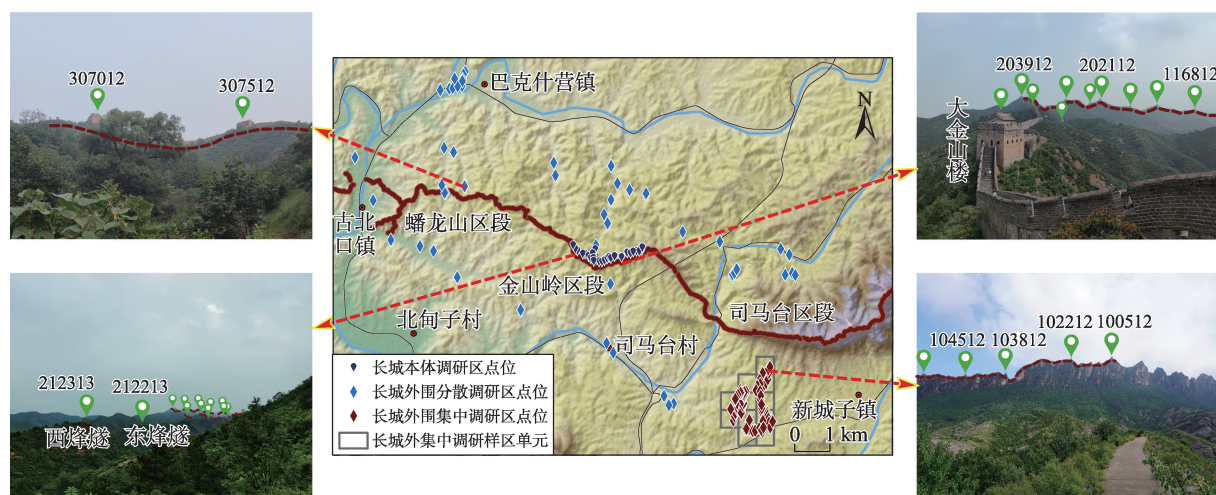 307012
307512
212313
212213
西烽燧
东烽燧
巴克什营镇
N
古北
口镇
蟠龙山区段
金山岭区段
司马台区段
北甸子村
司马台村
新城子镇
0 1 km
长城本体调研区点位
长城外围分散调研区点位
长城外围集中调研区点位
长城外集中调研样区单元
203912
202112
116812
大金山楼
104512
103812
102212
100512